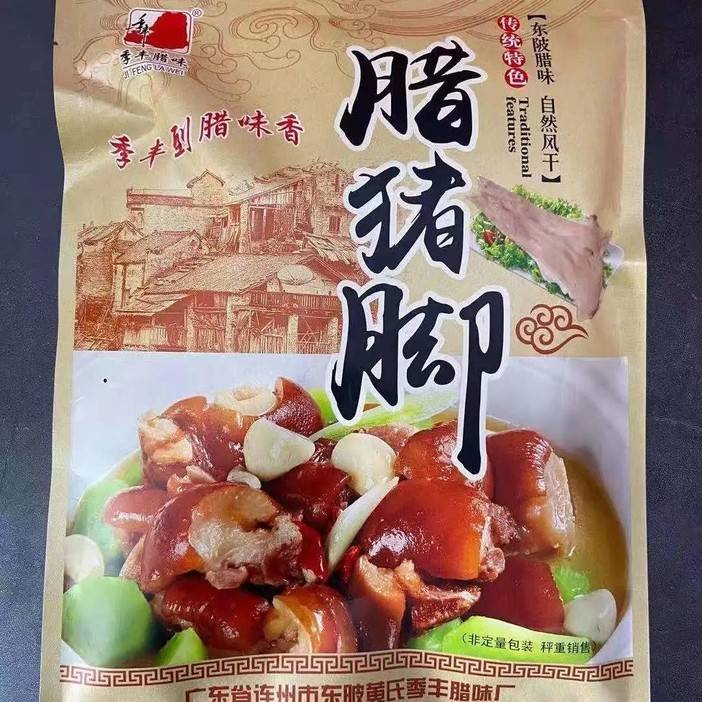 季丰腊味
®
JI FENG LA WEI
季丰到腊味香
腊猪脚
传统特色
Traditional
features
【东陂腊味 自然风干】
(非定量包装 秤重销售)
广东省连州市东陂黄氏季丰腊味厂